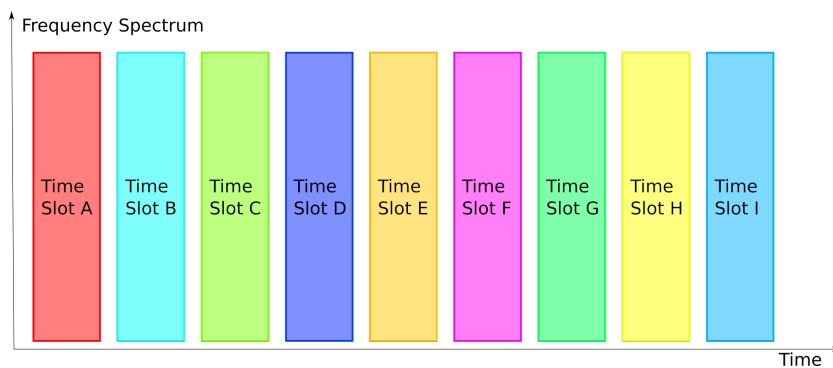 Frequency Spectrum
Time
Slot A
Time
Slot B
Time
Slot C
Time
Slot D
Time
Slot E
Time
Slot F
Time
Slot G
Time
Slot H
Time
Slot I
Time